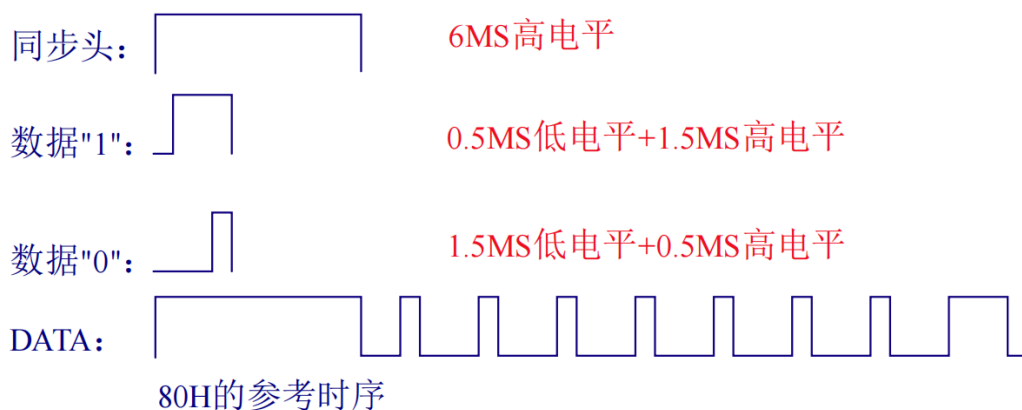 同步头： 6MS高电平
数据"1"： 0.5MS低电平+1.5MS高电平
数据"0"： 1.5MS低电平+0.5MS高电平
DATA：
80H的参考时序